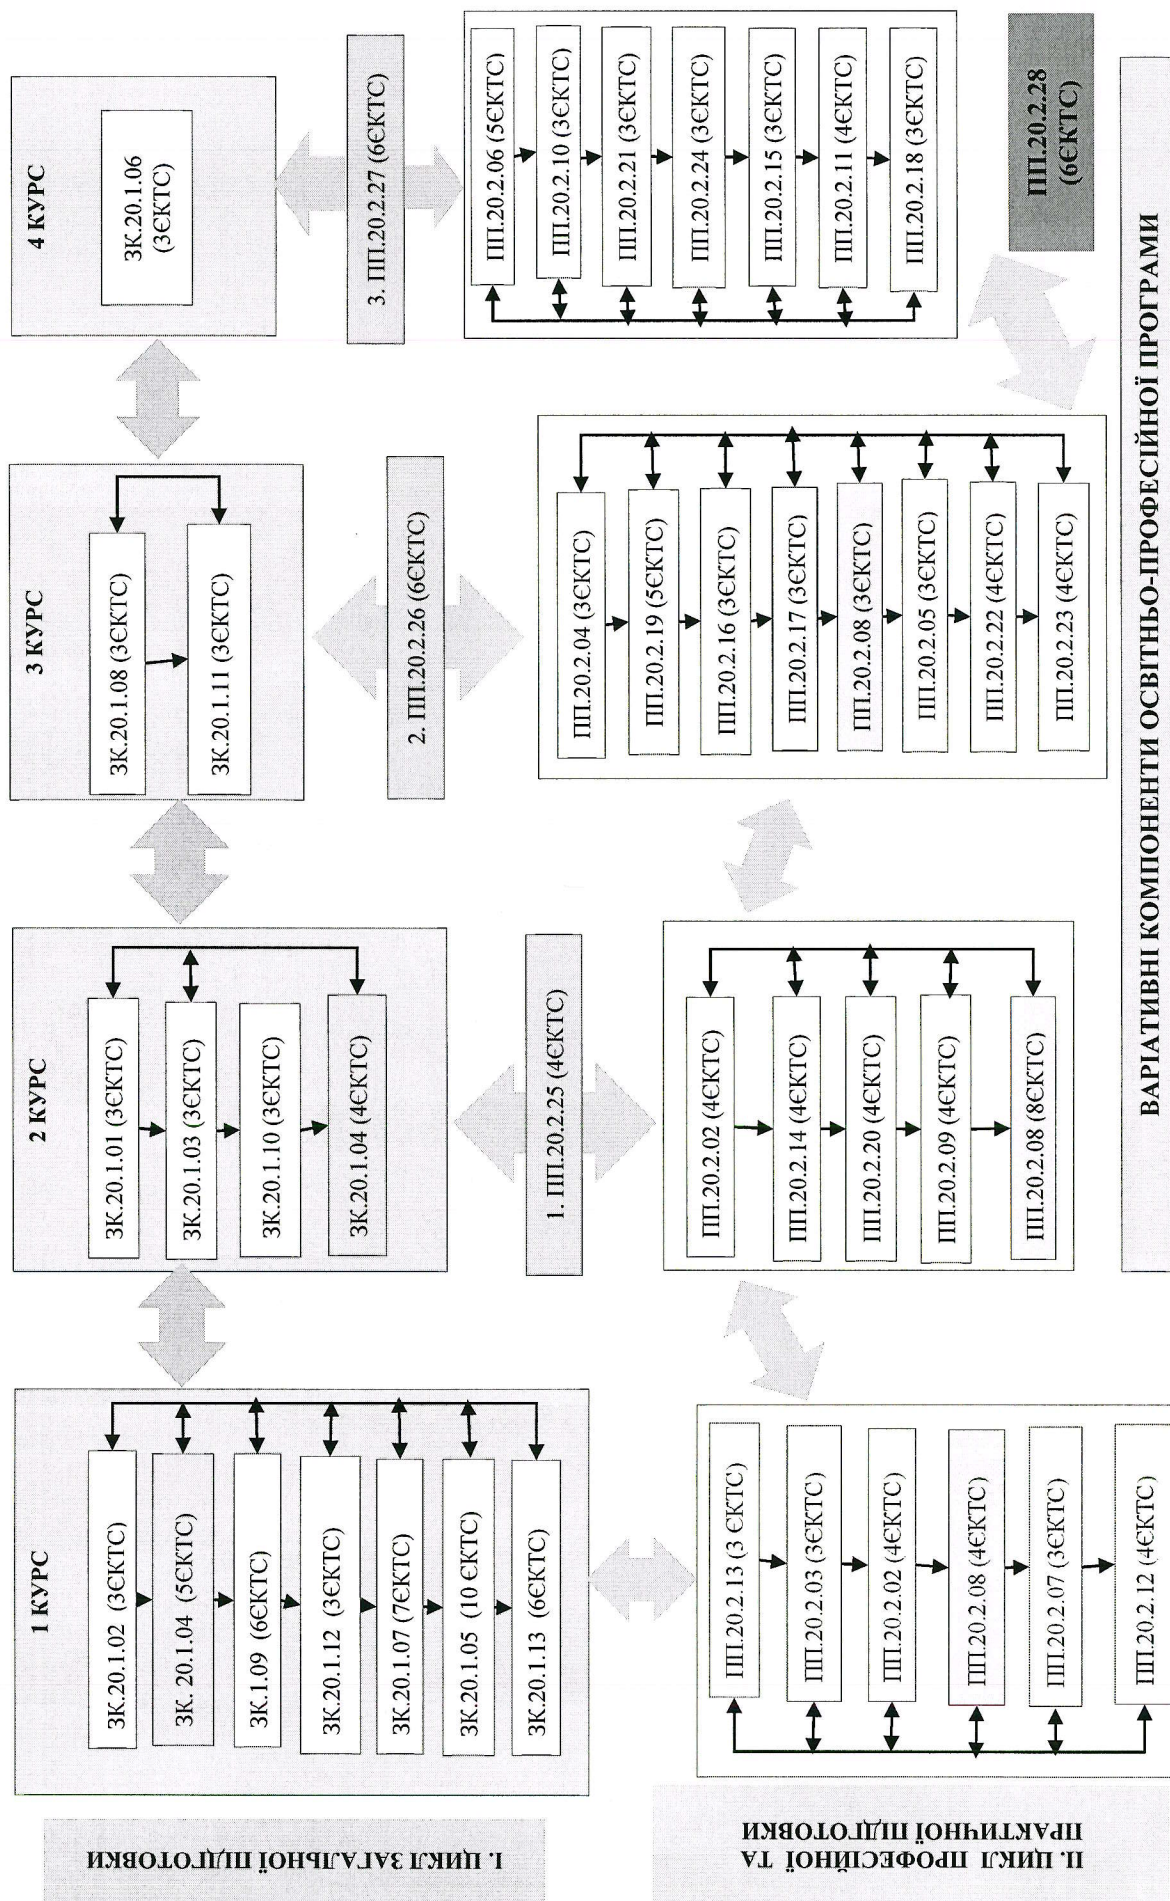 1 КУРС
ЗК.20.1.02 (3ЄКТС)
ЗК. 20.1.04 (5ЄКТС)
ЗК.1.09 (6ЄКТС)
ЗК.20.1.12 (3ЄКТС)
ЗК.20.1.07 (7ЄКТС)
ЗК.20.1.05 (10 ЄКТС)
ЗК.20.1.13 (6ЄКТС)
2 КУРС
ЗК.20.1.01 (3ЄКТС)
ЗК.20.1.03 (3ЄКТС)
ЗК.20.1.10 (3ЄКТС)
ЗК.20.1.04 (4ЄКТС)
3 КУРС
ЗК.20.1.08 (3ЄКТС)
ЗК.20.1.11 (3ЄКТС)
4 КУРС
ЗК.20.1.06
(3ЄКТС)
І. ЦИКЛ ЗАГАЛЬНОЇ ПІДГОТОВКИ
1. ПП.20.2.25 (4ЄКТС)
2. ПП.20.2.26 (6ЄКТС)
3. ПП.20.2.27 (6ЄКТС)
ІІ. ЦИКЛ ПРОФЕСІЙНОЇ ТА
ПРАКТИЧНОЇ ПІДГОТОВКИ
ПП.20.2.13 (3 ЄКТС)
ПП.20.2.03 (3ЄКТС)
ПП.20.2.02 (4ЄКТС)
ПП.20.2.08 (4ЄКТС)
ПП.20.2.07 (3ЄКТС)
ПП.20.2.12 (4ЄКТС)
ПП.20.2.02 (4ЄКТС)
ПП.20.2.14 (4ЄКТС)
ПП.20.2.20 (4ЄКТС)
ПП.20.2.09 (4ЄКТС)
ПП.20.2.08 (8ЄКТС)
ПП.20.2.04 (3ЄКТС)
ПП.20.2.19 (5ЄКТС)
ПП.20.2.16 (3ЄКТС)
ПП.20.2.17 (3ЄКТС)
ПП.20.2.08 (3ЄКТС)
ПП.20.2.05 (3ЄКТС)
ПП.20.2.22 (4ЄКТС)
ПП.20.2.23 (4ЄКТС)
ПП.20.2.06 (5ЄКТС)
ПП.20.2.10 (3ЄКТС)
ПП.20.2.21 (3ЄКТС)
ПП.20.2.24 (3ЄКТС)
ПП.20.2.15 (3ЄКТС)
ПП.20.2.11 (4ЄКТС)
ПП.20.2.18 (3ЄКТС)
ПП.20.2.28
(6ЄКТС)
ВАРІАТИВНІ КОМПОНЕНТИ ОСВІТНЬО-ПРОФЕСІЙНОЇ ПРОГРАМИ